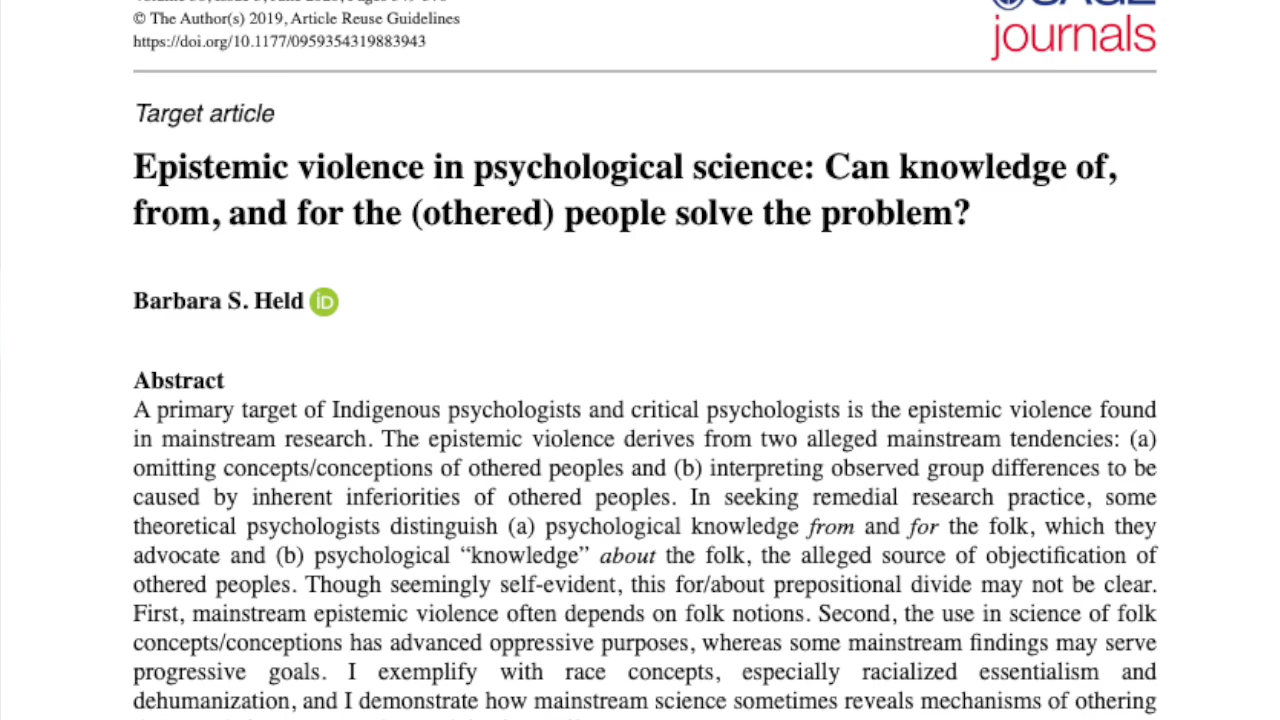 © The Author(s) 2019, Article Reuse Guidelines
https://doi.org/10.1177/0959354319883943
SAGE
journals
Target article
Epistemic violence in psychological science: Can knowledge of,
from, and for the (othered) people solve the problem?
Barbara S. Held iD
Abstract
A primary target of Indigenous psychologists and critical psychologists is the epistemic violence found
in mainstream research. The epistemic violence derives from two alleged mainstream tendencies: (a)
omitting concepts/conceptions of othered peoples and (b) interpreting observed group differences to be
caused by inherent inferiorities of othered peoples. In seeking remedial research practice, some
theoretical psychologists distinguish (a) psychological knowledge from and for the folk, which they
advocate and (b) psychological “knowledge” about the folk, the alleged source of objectification of
othered peoples. Though seemingly self-evident, this for/about prepositional divide may not be clear.
First, mainstream epistemic violence often depends on folk notions. Second, the use in science of folk
concepts/conceptions has advanced oppressive purposes, whereas some mainstream findings may serve
progressive goals. I exemplify with race concepts, especially racialized essentialism and
dehumanization, and I demonstrate how mainstream science sometimes reveals mechanisms of othering